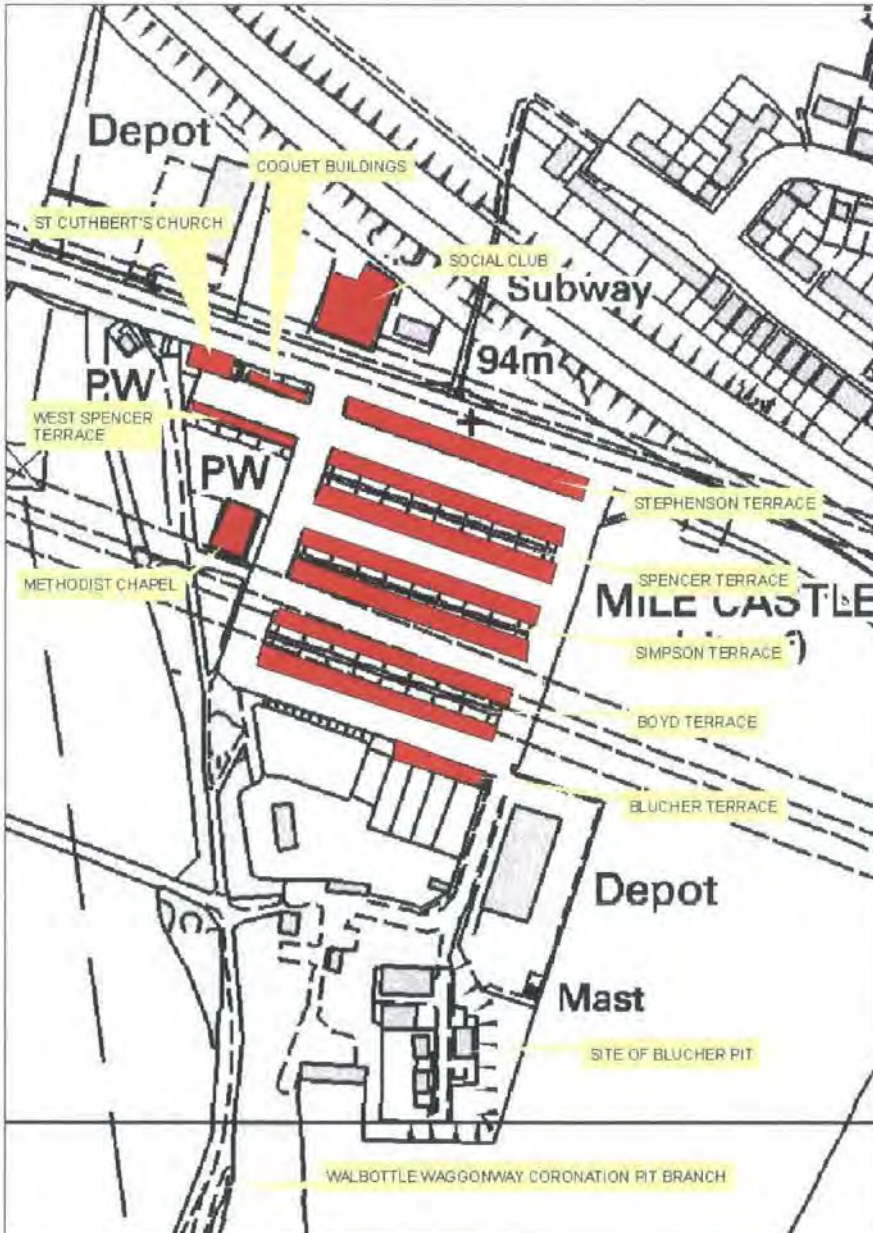 Depot
COQUET BUILDINGS
ST CUTHBERT'S CHURCH
SOCIAL CLUB
Subway
94m
PW
WEST SPENCER
TERRACE
PW
STEPHENSON TERRACE
METHODIST CHAPEL
SPENCER TERRACE
MILE CASTLE
SIMPSON TERRACE
BOYD TERRACE
BLUCHER TERRACE
Depot
Mast
SITE OF BLUCHER PIT
WALBOTTLE WAGGONWAY CORONATION PIT BRANCH